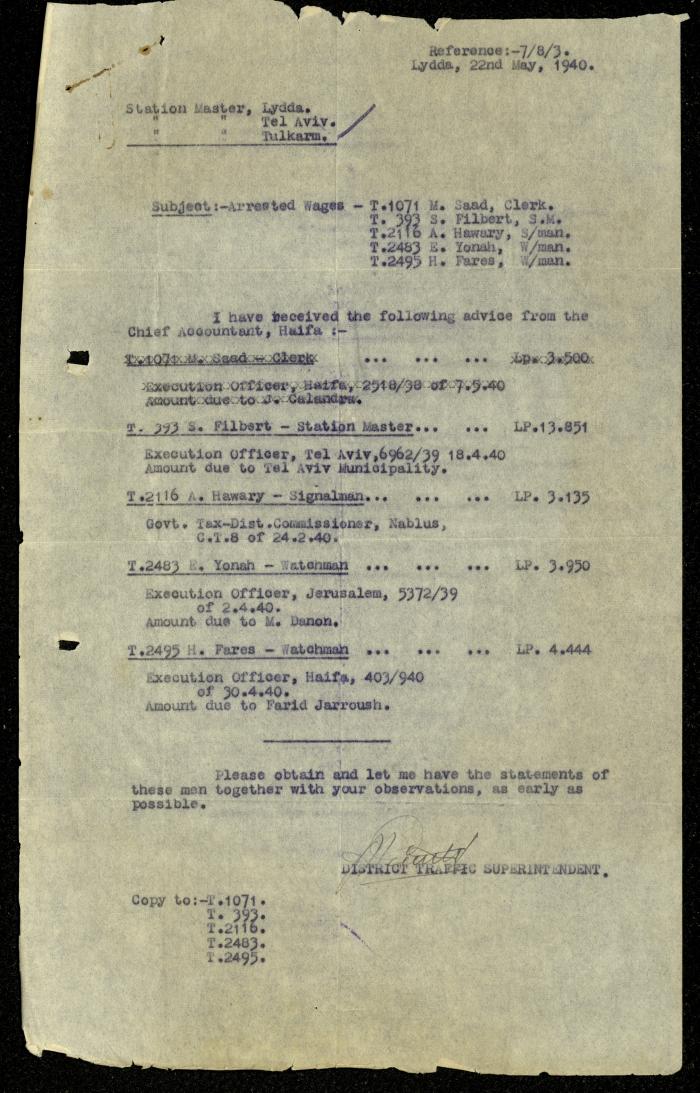 Reference:-7/8/3.
Lydda, 22nd May, 1940.
Station Master, Lydda.
" " Tel Aviv.
" " Tulkarm.
Subject:-Arrested Wages - T.1071 M. Saad, Clerk.
T. 393 S. Filbert, S.M.
T.2116 A. Hawary, S/man.
T.2483 E. Yonah, W/man.
T.2495 H. Fares, W/man.
I have received the following advice from the
Chief Accountant, Haifa :-
T.1071 M. Saad - Clerk ... ... ... Lp. 3.500
Execution Officer, Haifa, 2518/38 of 7.5.40
Amount due to J. Calandra.
T. 393 S. Filbert - Station Master... ... ... LP.13.851
Execution Officer, Tel Aviv,6962/39 18.4.40
Amount due to Tel Aviv Municipality.
T.2116 A. Hawary - Signalman... ... ... LP. 3.135
Govt. Tax-Dist.Commissioner, Nablus,
C.T.8 of 24.2.40.
T.2483 E. Yonah - Watchman ... ... ... LP. 3.950
Execution Officer, Jerusalem, 5372/39
of 2.4.40.
Amount due to M. Danon.
T.2495 H. Fares - Watchman ... ... ... LP. 4.444
Execution Officer, Haifa, 403/940
of 30.4.40.
Amount due to Farid Jarroush.
Please obtain and let me have the statements of
these men together with your observations, as early as
possible.
DISTRICT TRAFFIC SUPERINTENDENT.
Copy to:-T.1071.
T. 393.
T.2116.
T.2483.
T.2495.